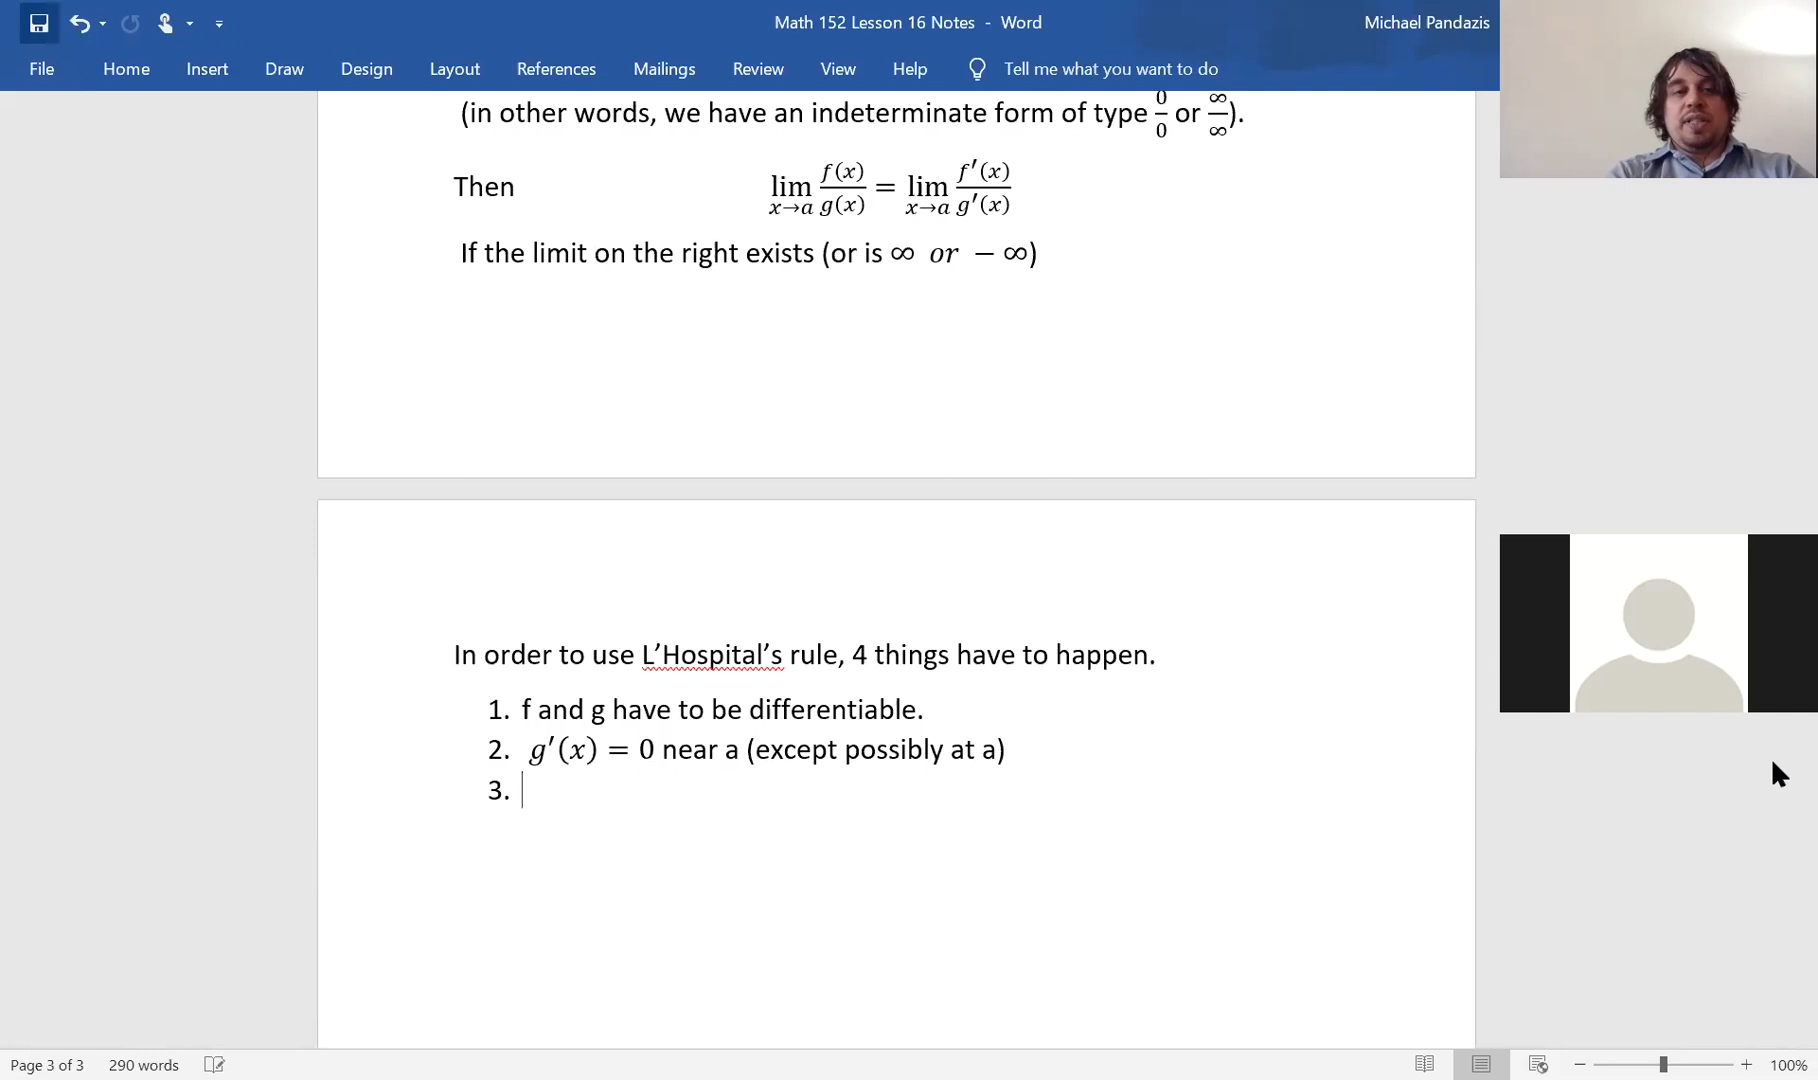 Math 152 Lesson 16 Notes - Word
Michael Pandazis
File Home Insert Draw Design Layout References Mailings Review View Help Tell me what you want to do
(in other words, we have an indeterminate form of type 0/0 or ∞/∞).
Then lim x→a f(x)/g(x) = lim x→a f′(x)/g′(x)
If the limit on the right exists (or is ∞ or − ∞)
In order to use L’Hospital’s rule, 4 things have to happen.
1. f and g have to be differentiable.
2. g′(x) = 0 near a (except possibly at a)
3.
Page 3 of 3 290 words 100%